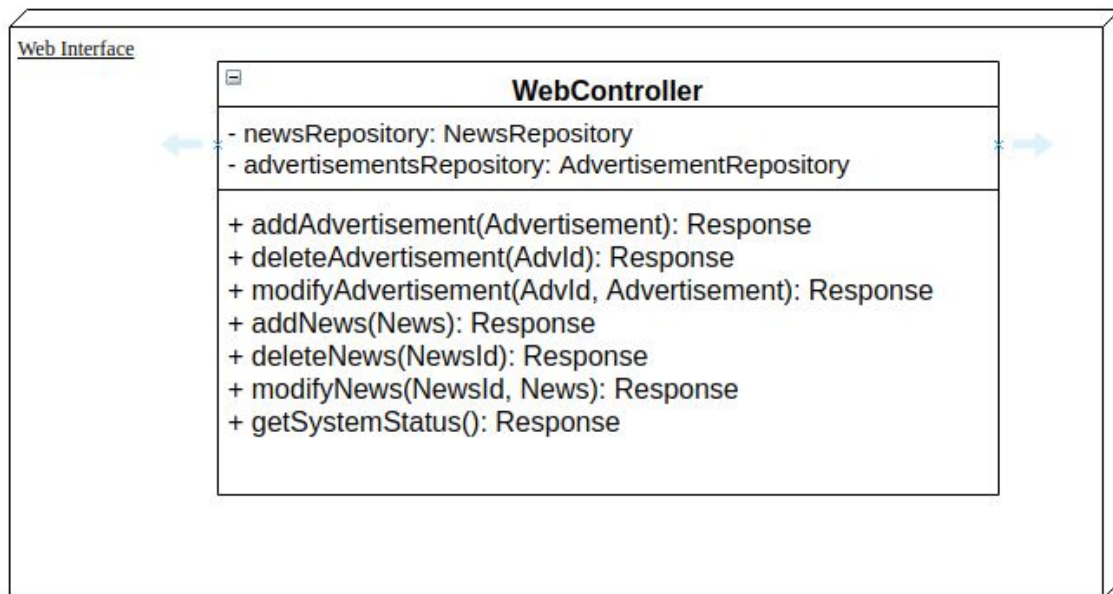 Web Interface
WebController
- newsRepository: NewsRepository
- advertisementsRepository: AdvertisementRepository
+ addAdvertisement(Advertisement): Response
+ deleteAdvertisement(AdvId): Response
+ modifyAdvertisement(AdvId, Advertisement): Response
+ addNews(News): Response
+ deleteNews(NewsId): Response
+ modifyNews(NewsId, News): Response
+ getSystemStatus(): Response